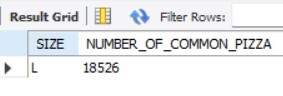 Result Grid Filter Rows:
SIZE NUMBER_OF_COMMON_PIZZA
L 18526